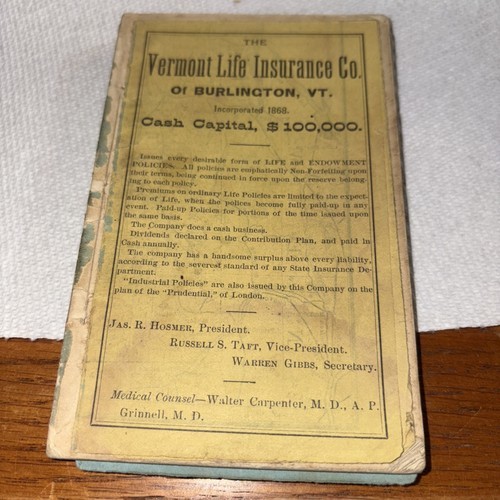 THE
Vermont Life Insurance Co.
Of BURLINGTON, VT.
Incorporated 1868.
Cash Capital, $100,000.
Issues every desirable form of LIFE and ENDOWMENT
POLICIES. All policies are emphatically Non-Forfeiting upon
their terms, being continued in force upon the reserve belong-
ing to each policy.
Premiums on ordinary Life Policies are limited to the expect-
ation of Life, when the polices become fully paid-up in any
event. Paid-up Policies for portions of the time issued upon
the same basis.
The Company does a cash business.
Dividends declared on the Contribution Plan, and paid in
Cash annually.
The company has a handsome surplus above every liability,
according to the severest standard of any State Insurance De-
partment.
"Industrial Policies" are also issued by this Company on the
plan of the "Prudential," of London.
JAS. R. HOSMER, President.
RUSSELL S. TAFT, Vice-President.
WARREN GIBBS, Secretary.
Medical Counsel—Walter Carpenter, M. D., A. P.
Grinnell, M. D.